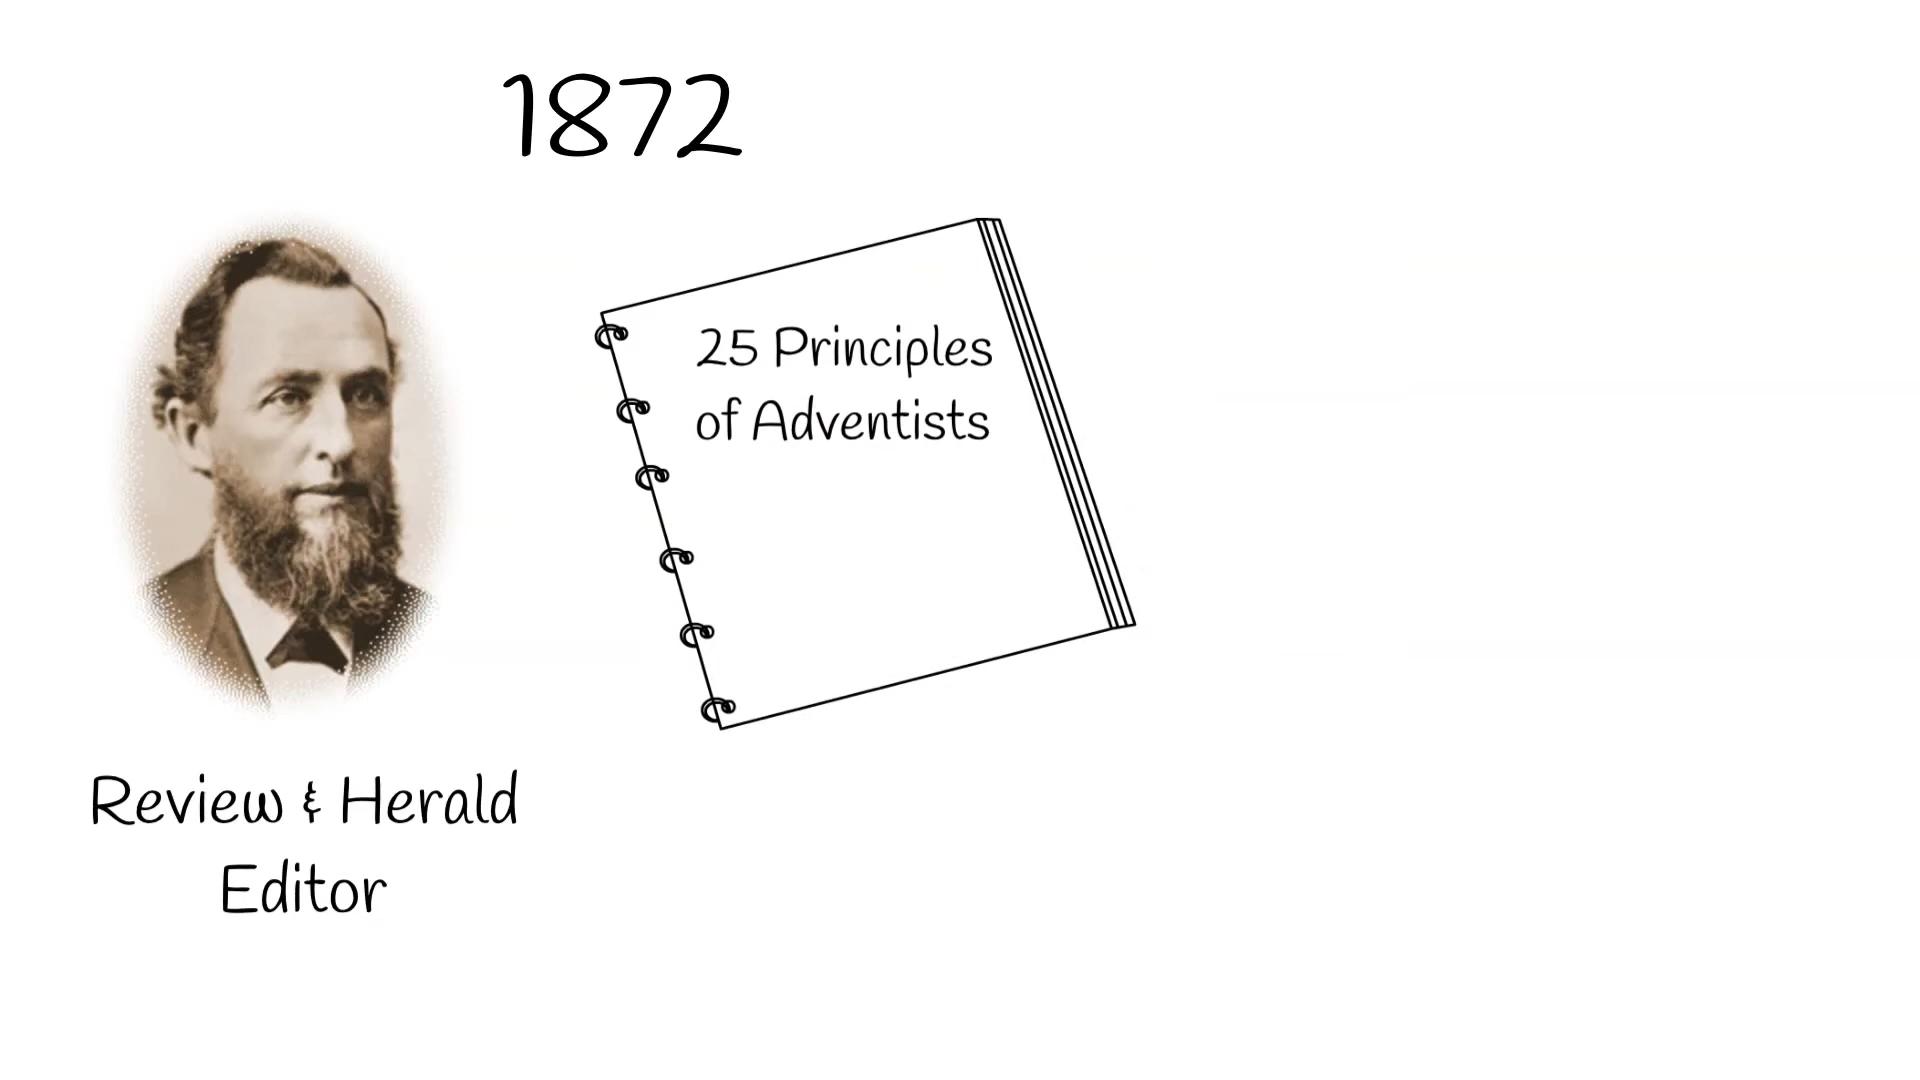 1872
25 Principles
of Adventists
Review & Herald
Editor